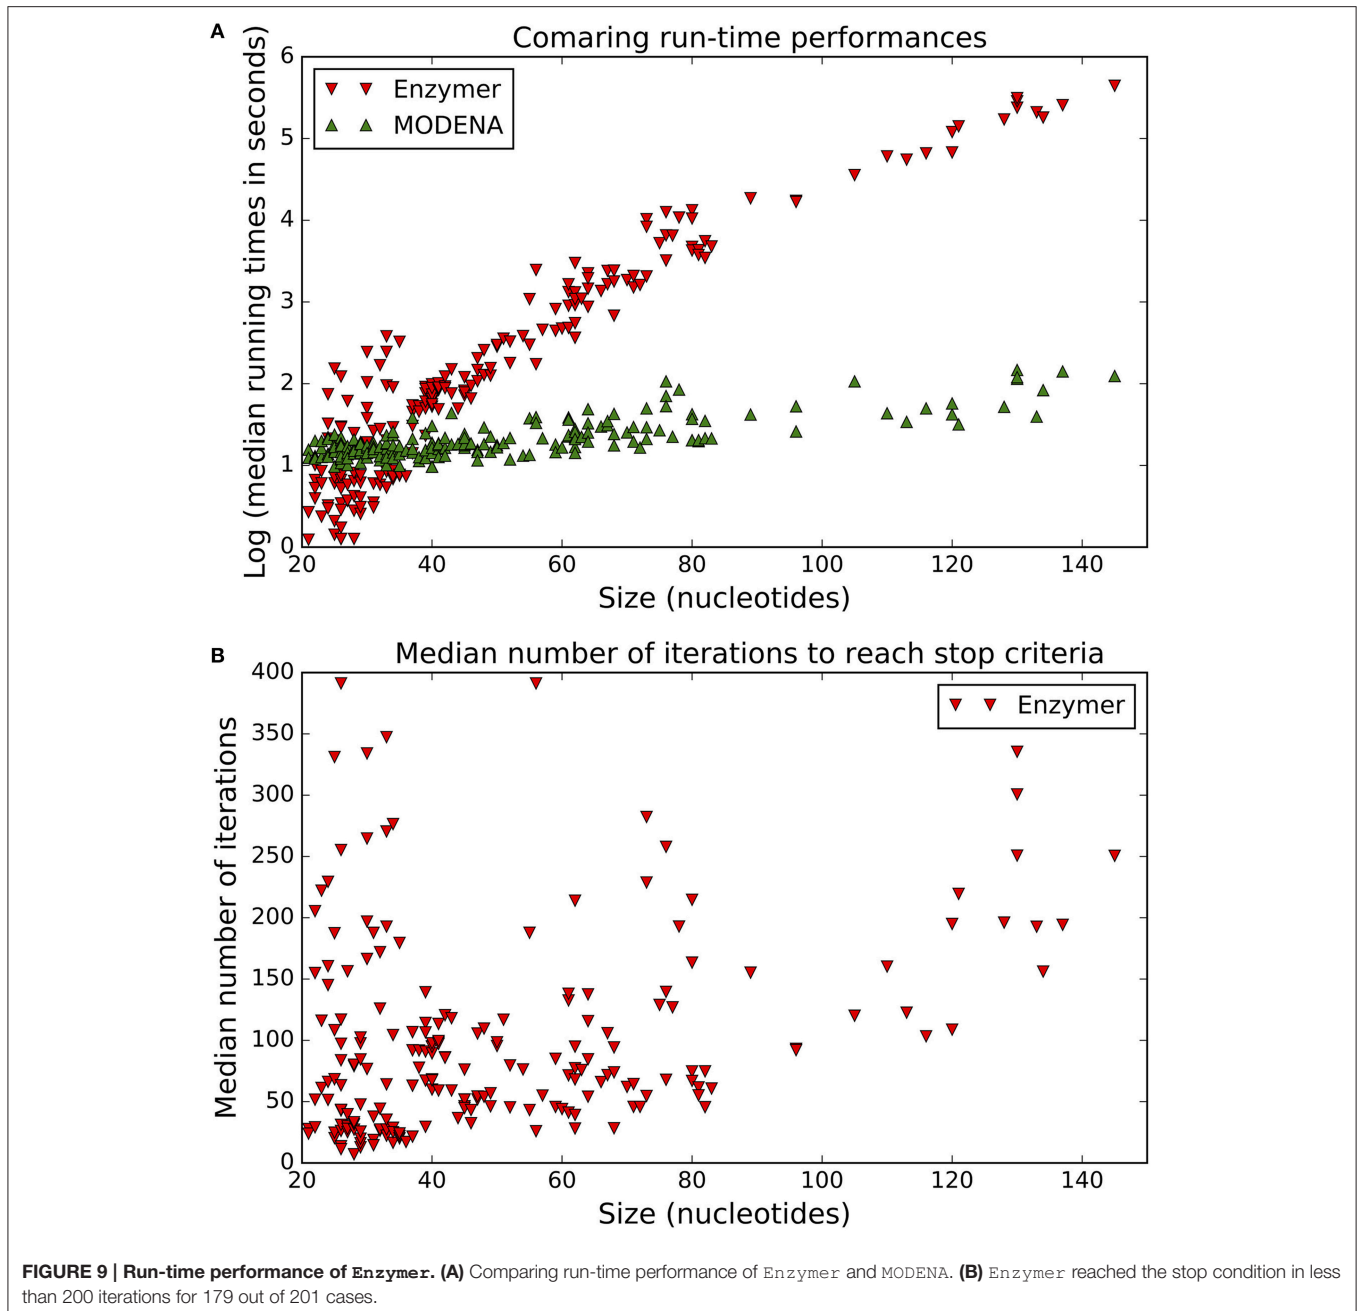 A
Comaring run-time performances
Log (median running times in seconds)
6
5
4
3
2
1
0
Enzymer
MODENA
20 40 60 80 100 120 140
Size (nucleotides)
B
Median number of iterations to reach stop criteria
Median number of iterations
400
350
300
250
200
150
100
50
0
Enzymer
20 40 60 80 100 120 140
Size (nucleotides)
FIGURE 9 | Run-time performance of Enzymer. (A) Comparing run-time performance of Enzymer and MODENA. (B) Enzymer reached the stop condition in less
than 200 iterations for 179 out of 201 cases.